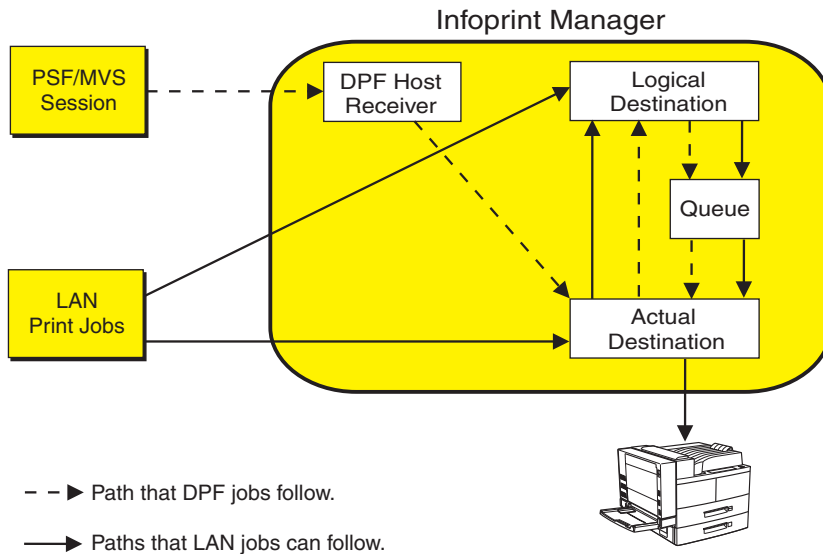 Infoprint Manager
PSF/MVS
Session
DPF Host
Receiver
Logical
Destination
Queue
LAN
Print Jobs
Actual
Destination
Path that DPF jobs follow.
Paths that LAN jobs can follow.